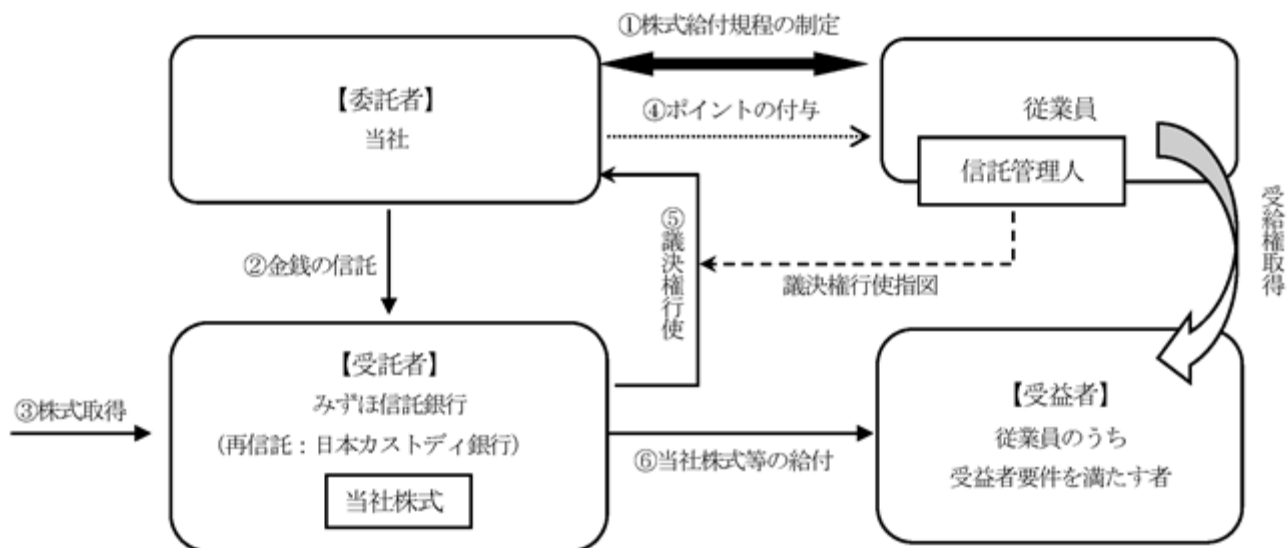 ①株式給付規程の制定
【委託者】
当社
④ポイントの付与
従業員
信託管理人
②金銭の信託
⑤議決権行使
議決権行使指図
受給権取得
③株式取得
【受託者】
みずほ信託銀行
(再信託：日本カストディ銀行)
当社株式
⑥当社株式等の給付
【受益者】
従業員のうち
受益者要件を満たす者